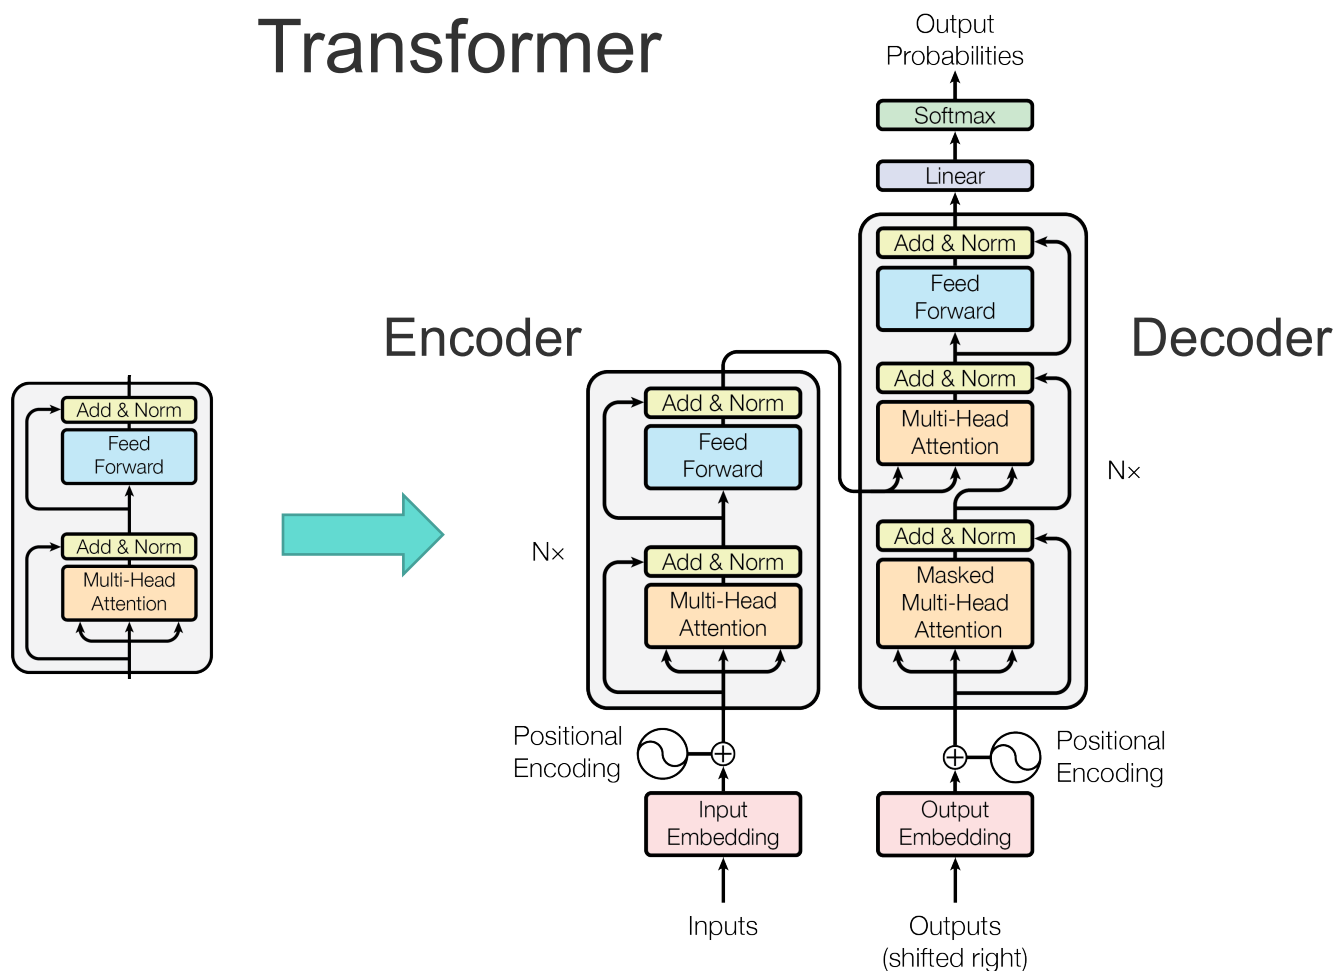 Transformer
Output
Probabilities
Softmax
Linear
Add & Norm
Feed
Forward
Add & Norm
Multi-Head
Attention
Add & Norm
Masked
Multi-Head
Attention
Nx
Decoder
Positional
Encoding
Output
Embedding
Outputs
(shifted right)
Encoder
Add & Norm
Feed
Forward
Add & Norm
Multi-Head
Attention
N×
Positional
Encoding
Input
Embedding
Inputs
Add & Norm
Feed
Forward
Add & Norm
Multi-Head
Attention